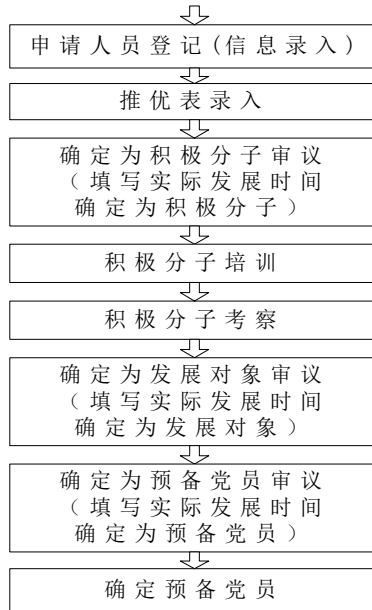 申请人员登记(信息录入)
推优表录入
确定为积极分子审议
（填写实际发展时间
确定为积极分子）
积极分子培训
积极分子考察
确定为发展对象审议
（填写实际发展时间
确定为发展对象）
确定为预备党员审议
（填写实际发展时间
确定为预备党员）
确定预备党员